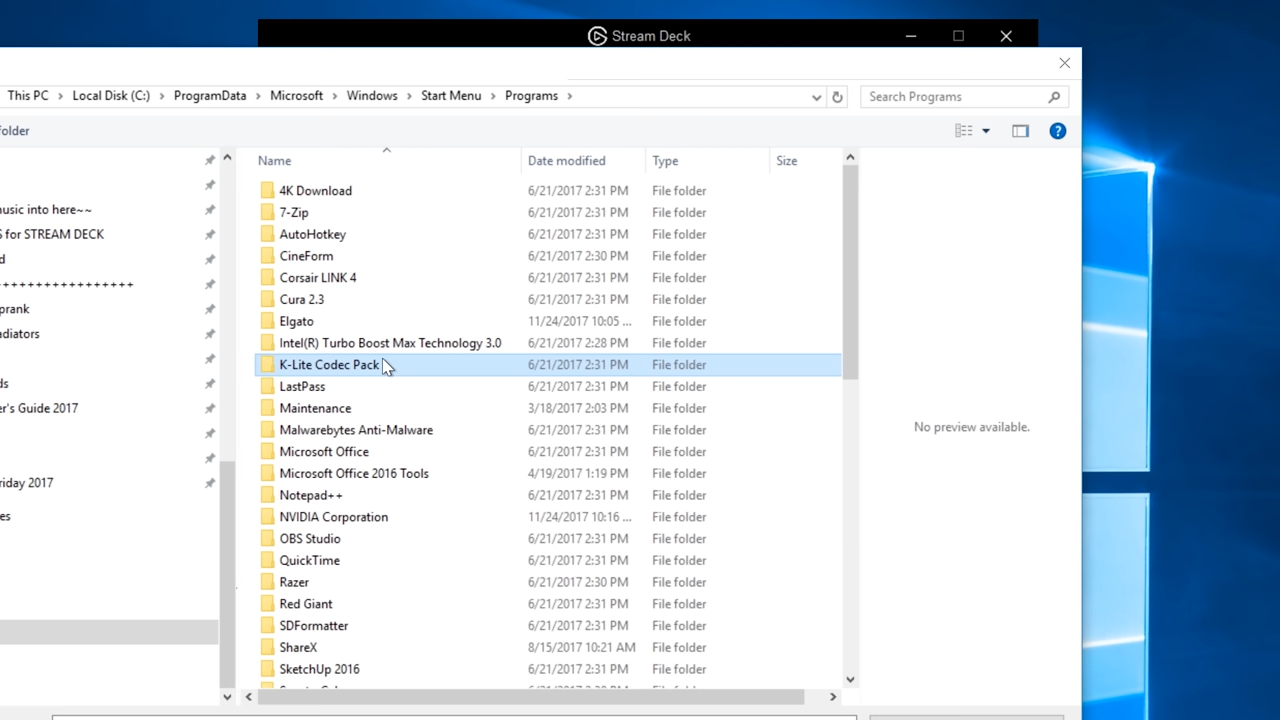 Stream Deck
This PC > Local Disk (C:) > ProgramData > Microsoft > Windows > Start Menu > Programs >
Search Programs
older
Name Date modified Type Size
4K Download 6/21/2017 2:31 PM File folder
7-Zip 6/21/2017 2:31 PM File folder
nusic into here~~
AutoHotkey 6/21/2017 2:31 PM File folder
S for STREAM DECK
CineForm 6/21/2017 2:30 PM File folder
d
Corsair LINK 4 6/21/2017 2:31 PM File folder
++++++++++++++++
Cura 2.3 6/21/2017 2:31 PM File folder
prank
Elgato 11/24/2017 10:05 ... File folder
adiators
Intel(R) Turbo Boost Max Technology 3.0 6/21/2017 2:28 PM File folder
K-Lite Codec Pack 6/21/2017 2:31 PM File folder
ds
LastPass 6/21/2017 2:31 PM File folder
er's Guide 2017
Maintenance 3/18/2017 2:03 PM File folder
Malwarebytes Anti-Malware 6/21/2017 2:31 PM File folder
No preview available.
Microsoft Office 6/21/2017 2:31 PM File folder
Microsoft Office 2016 Tools 4/19/2017 1:19 PM File folder
riday 2017
Notepad++ 6/21/2017 2:31 PM File folder
es
NVIDIA Corporation 11/24/2017 10:16 ... File folder
OBS Studio 6/21/2017 2:31 PM File folder
QuickTime 6/21/2017 2:31 PM File folder
Razer 6/21/2017 2:30 PM File folder
Red Giant 6/21/2017 2:31 PM File folder
SDFormatter 6/21/2017 2:31 PM File folder
ShareX 8/15/2017 10:21 AM File folder
SketchUp 2016 6/21/2017 2:31 PM File folder